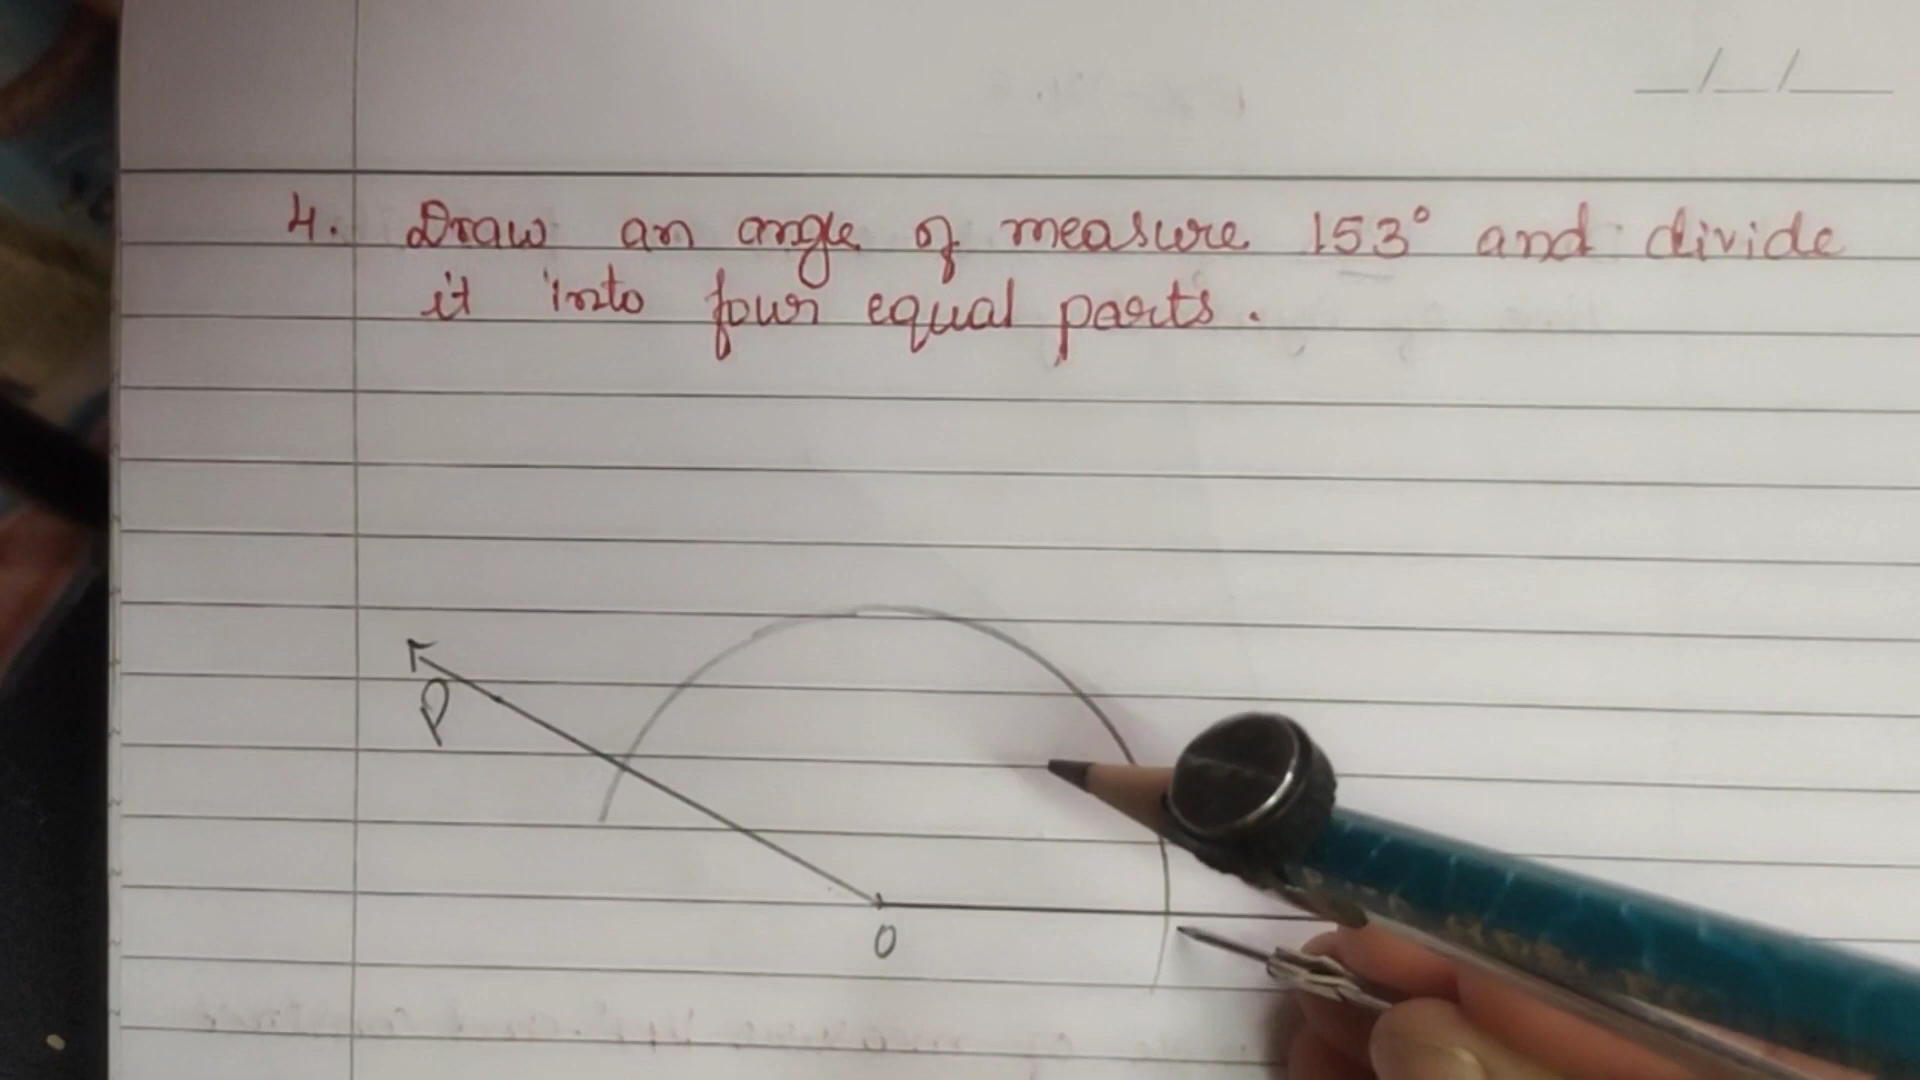 4. Draw an angle of measure 153° and divide
it into four equal parts.
P
O